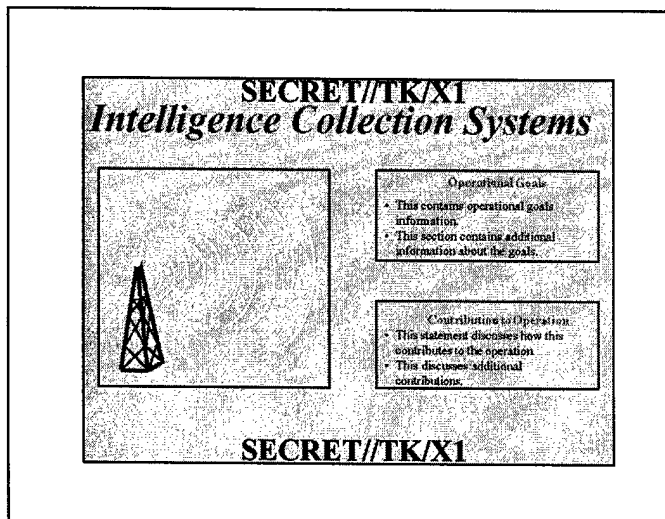 SECRET//TK/X1
Intelligence Collection Systems
Operational Goals
• This contains operational goals
information.
• This section contains additional
information about the goals.
Contribution to Operation
• This statement discusses how this
contributes to the operation
• This discusses additional
contributions.
SECRET//TK/X1